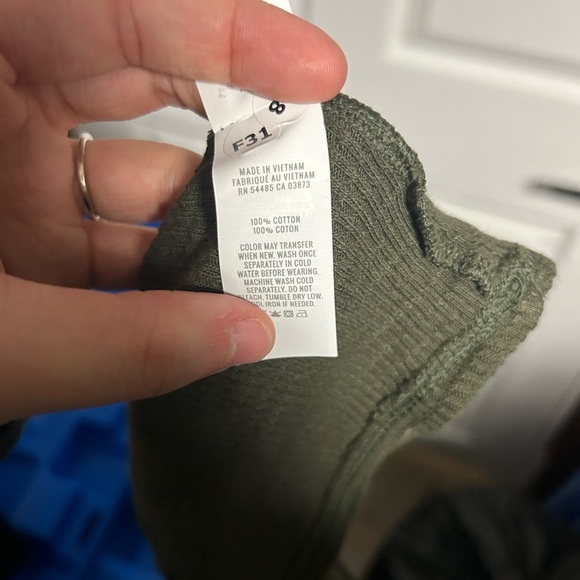 8
F31
MADE IN VIETNAM
FABRIQUÉ AU VIETNAM
RN 54485 CA 03873
100% COTTON
100% COTON
COLOR MAY TRANSFER
WHEN NEW. WASH ONCE
SEPARATELY IN COLD
WATER BEFORE WEARING.
MACHINE WASH COLD
SEPARATELY. DO NOT
BLEACH. TUMBLE DRY LOW.
COOL IRON IF NEEDED.